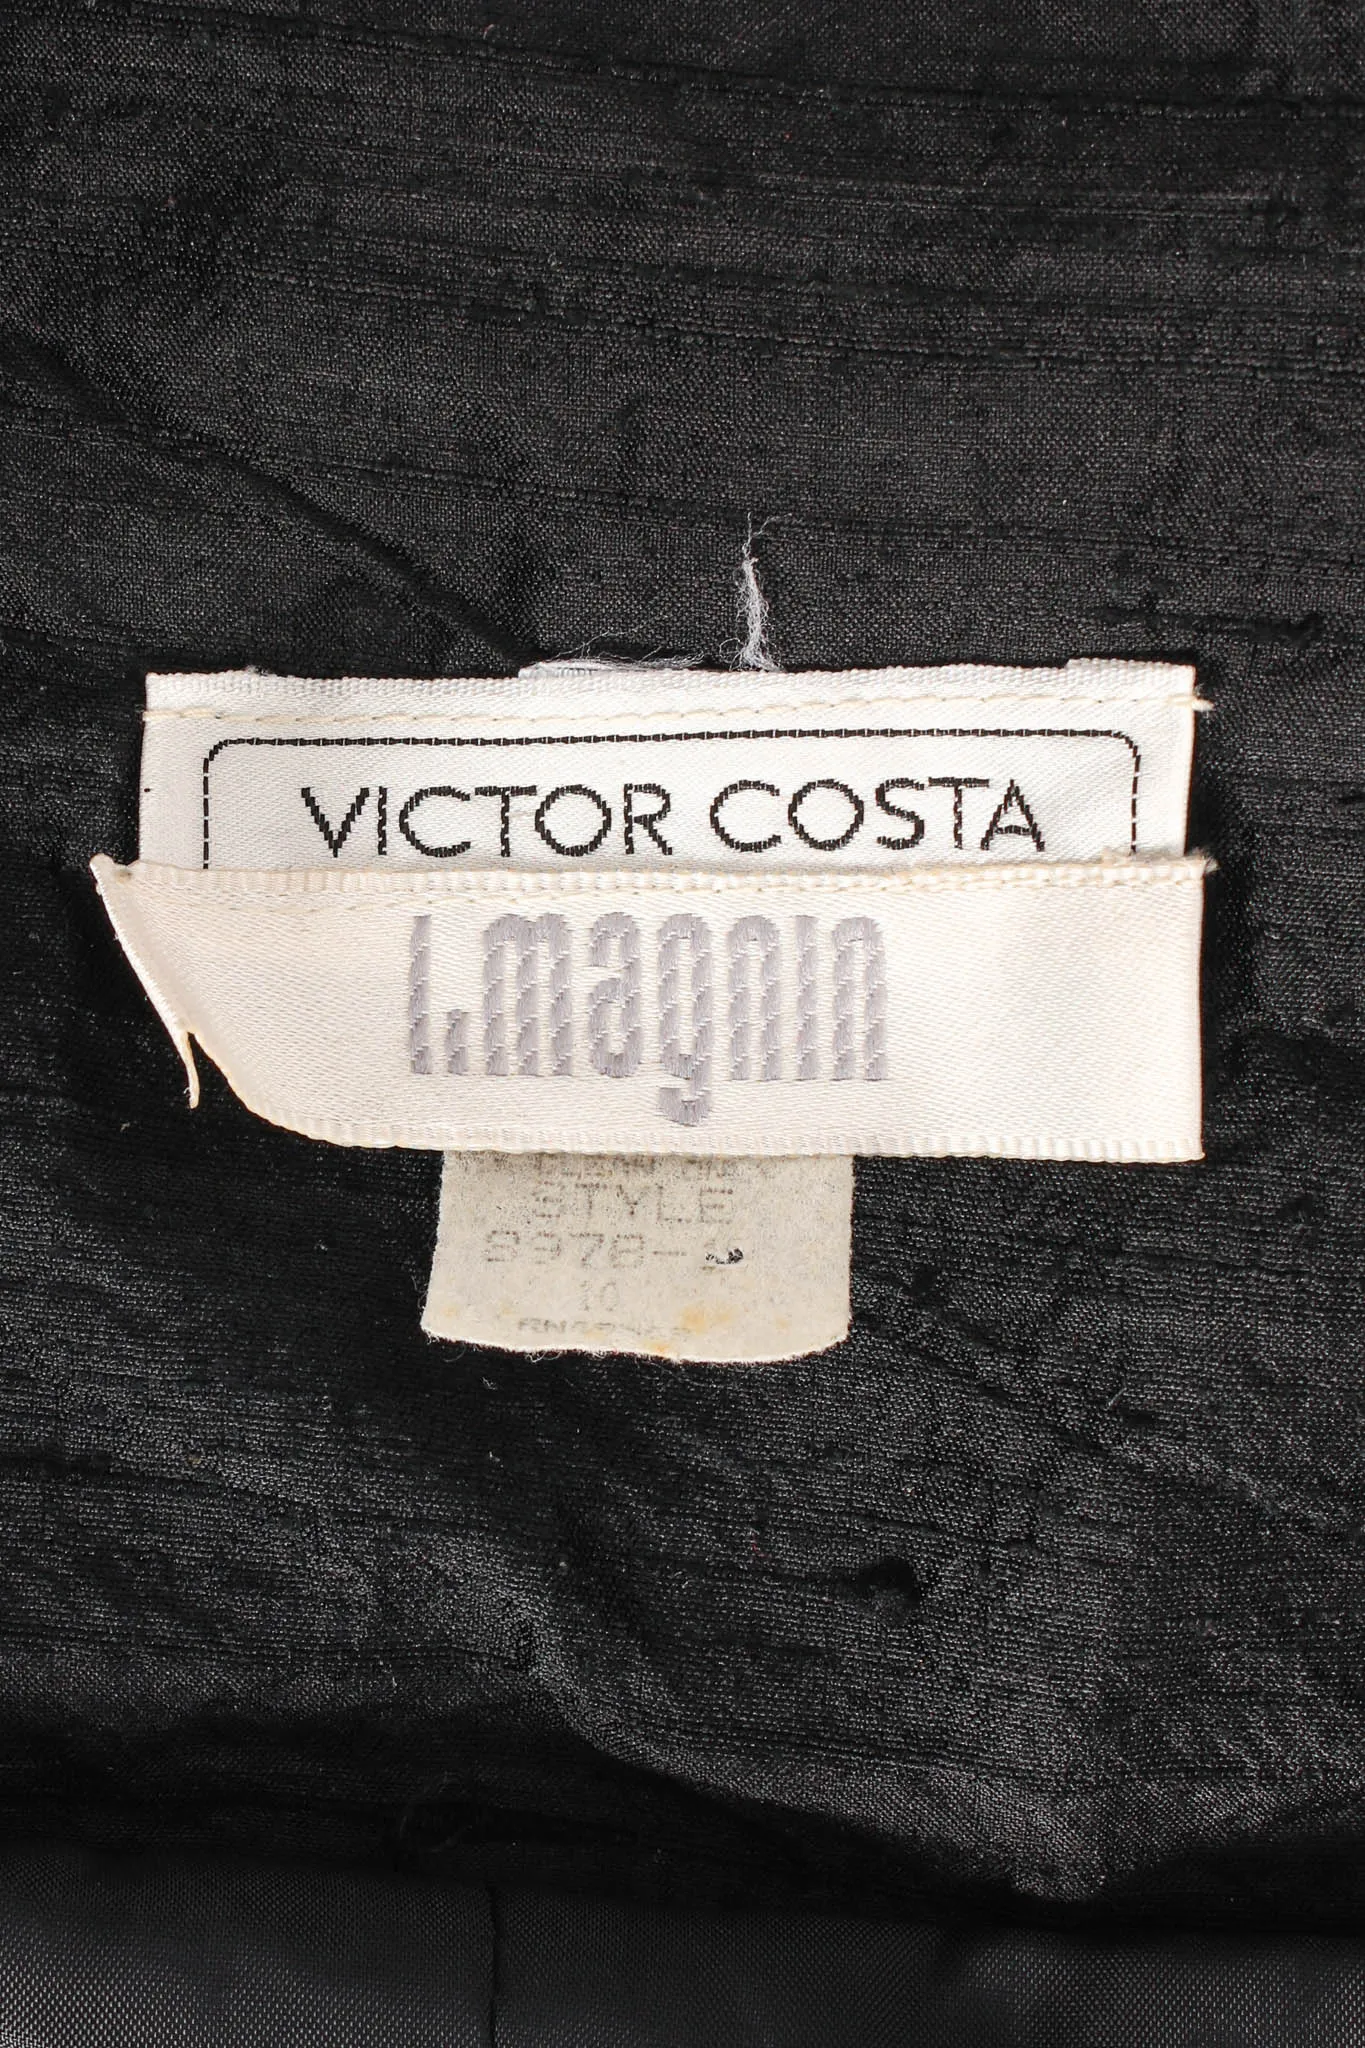 VICTOR COSTA
I. magnin
STYLE
10